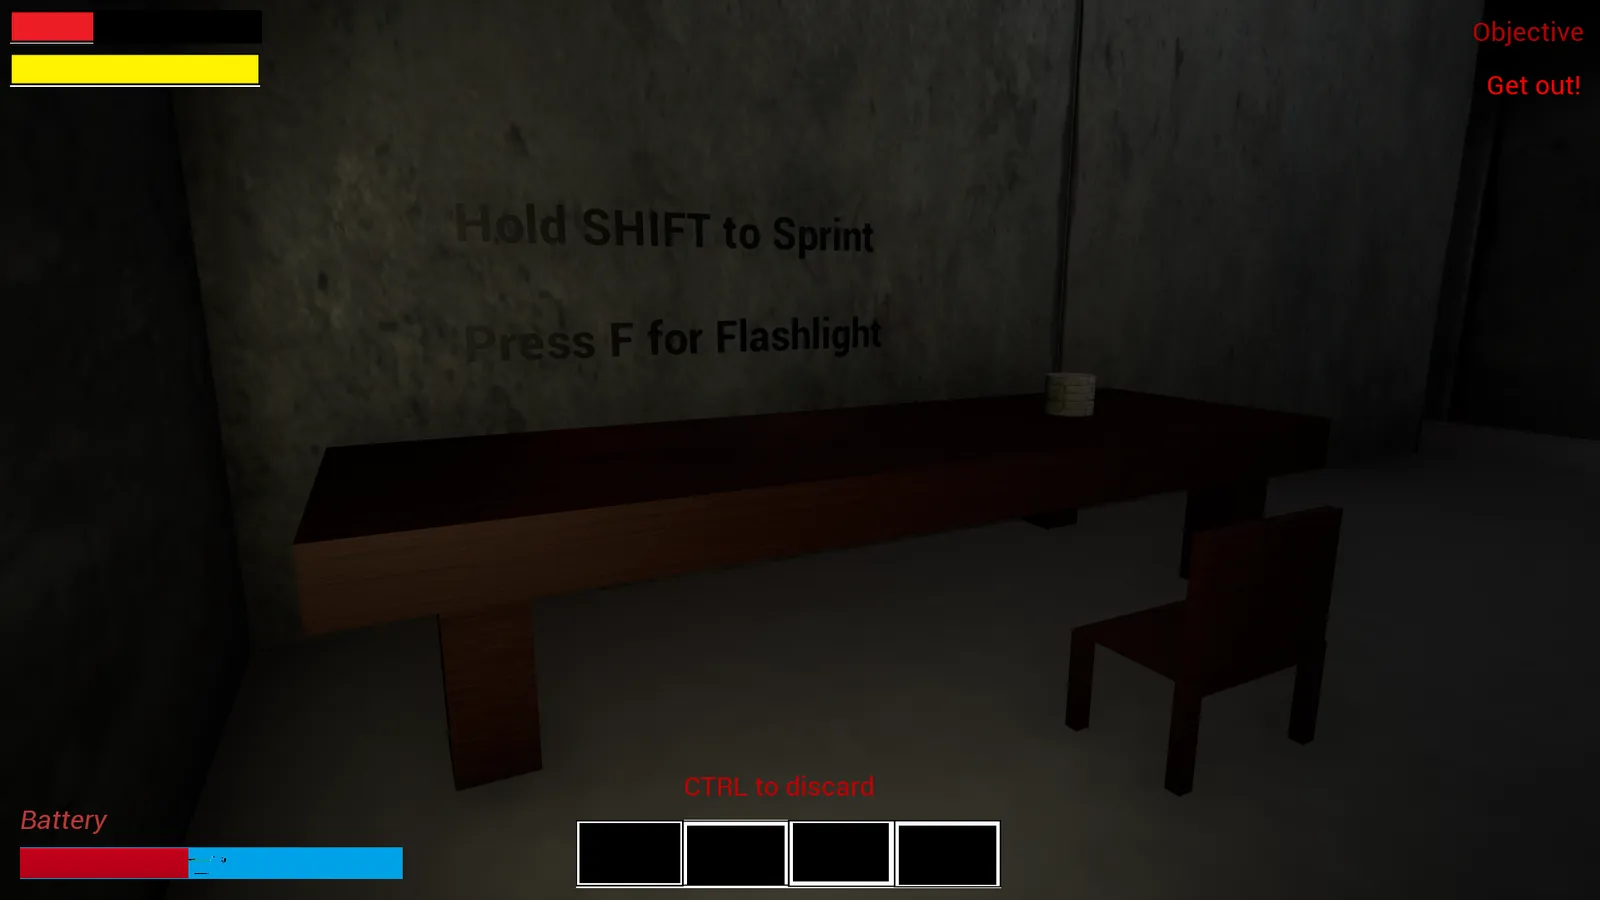 Objective
Get out!
Hold SHIFT to Sprint
Press F for Flashlight
CTRL to discard
Battery